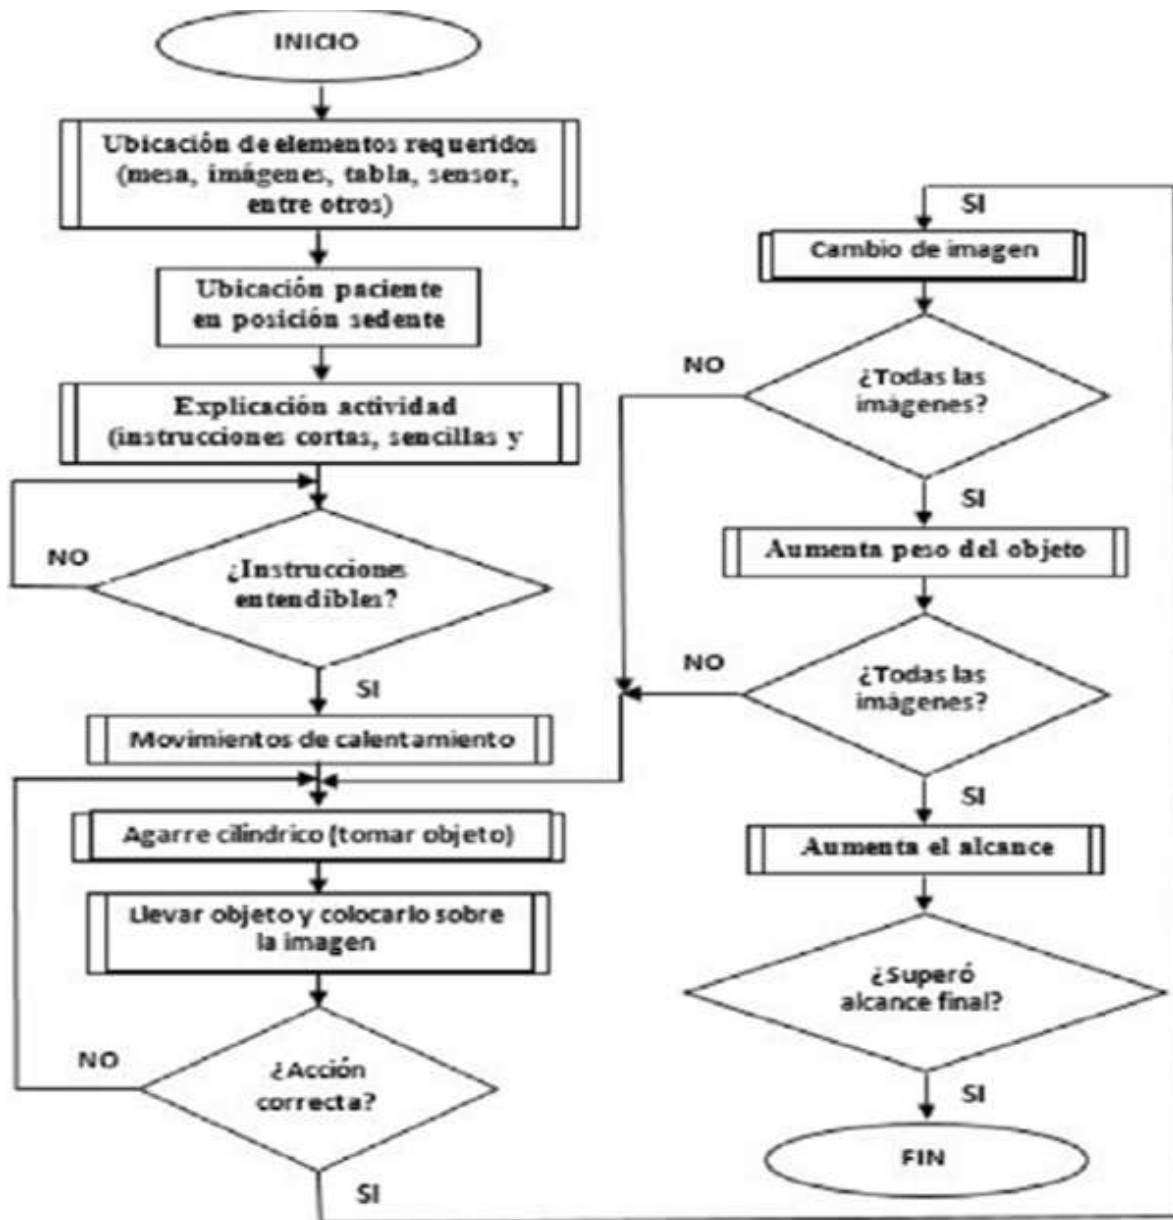 INICIO
Ubicación de elementos requeridos
(mesa, imágenes, tabla, sensor,
entre otros)
Ubicación paciente
en posición sedente
Explicación actividad
(instrucciones cortas, sencillas y
NO
¿Instrucciones
entendibles?
SI
Movimientos de calentamiento
Agarre cilíndrico (tomar objeto)
Llevar objeto y colocarlo sobre
la imagen
NO
¿Acción
correcta?
SI
SI
Cambio de imagen
NO
¿Todas las
imágenes?
SI
Aumenta peso del objeto
NO
¿Todas las
imágenes?
SI
Aumenta el alcance
¿Superó
alcance final?
SI
FIN